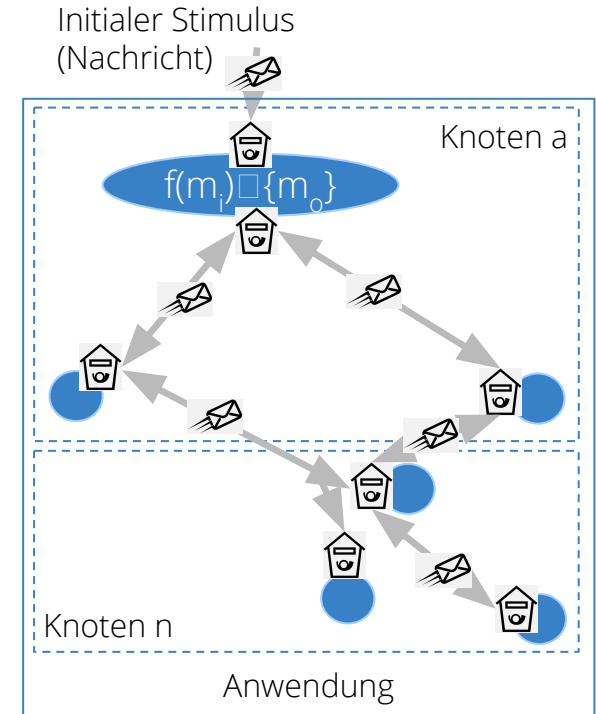 Initialer Stimulus
(Nachricht)
Knoten a
f(mᵢ)□{mₒ}
Knoten n
Anwendung